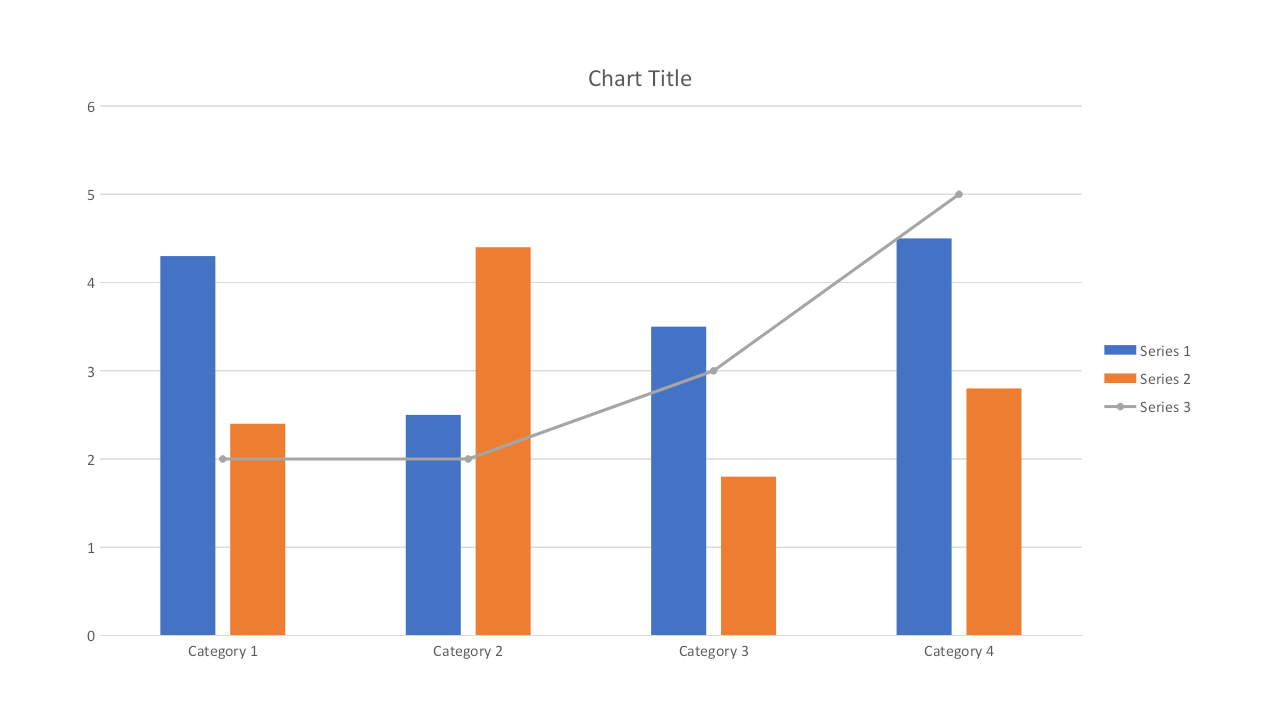 Chart Title
6
5
4
3
2
1
0
Category 1
Category 2
Category 3
Category 4
Series 1
Series 2
Series 3